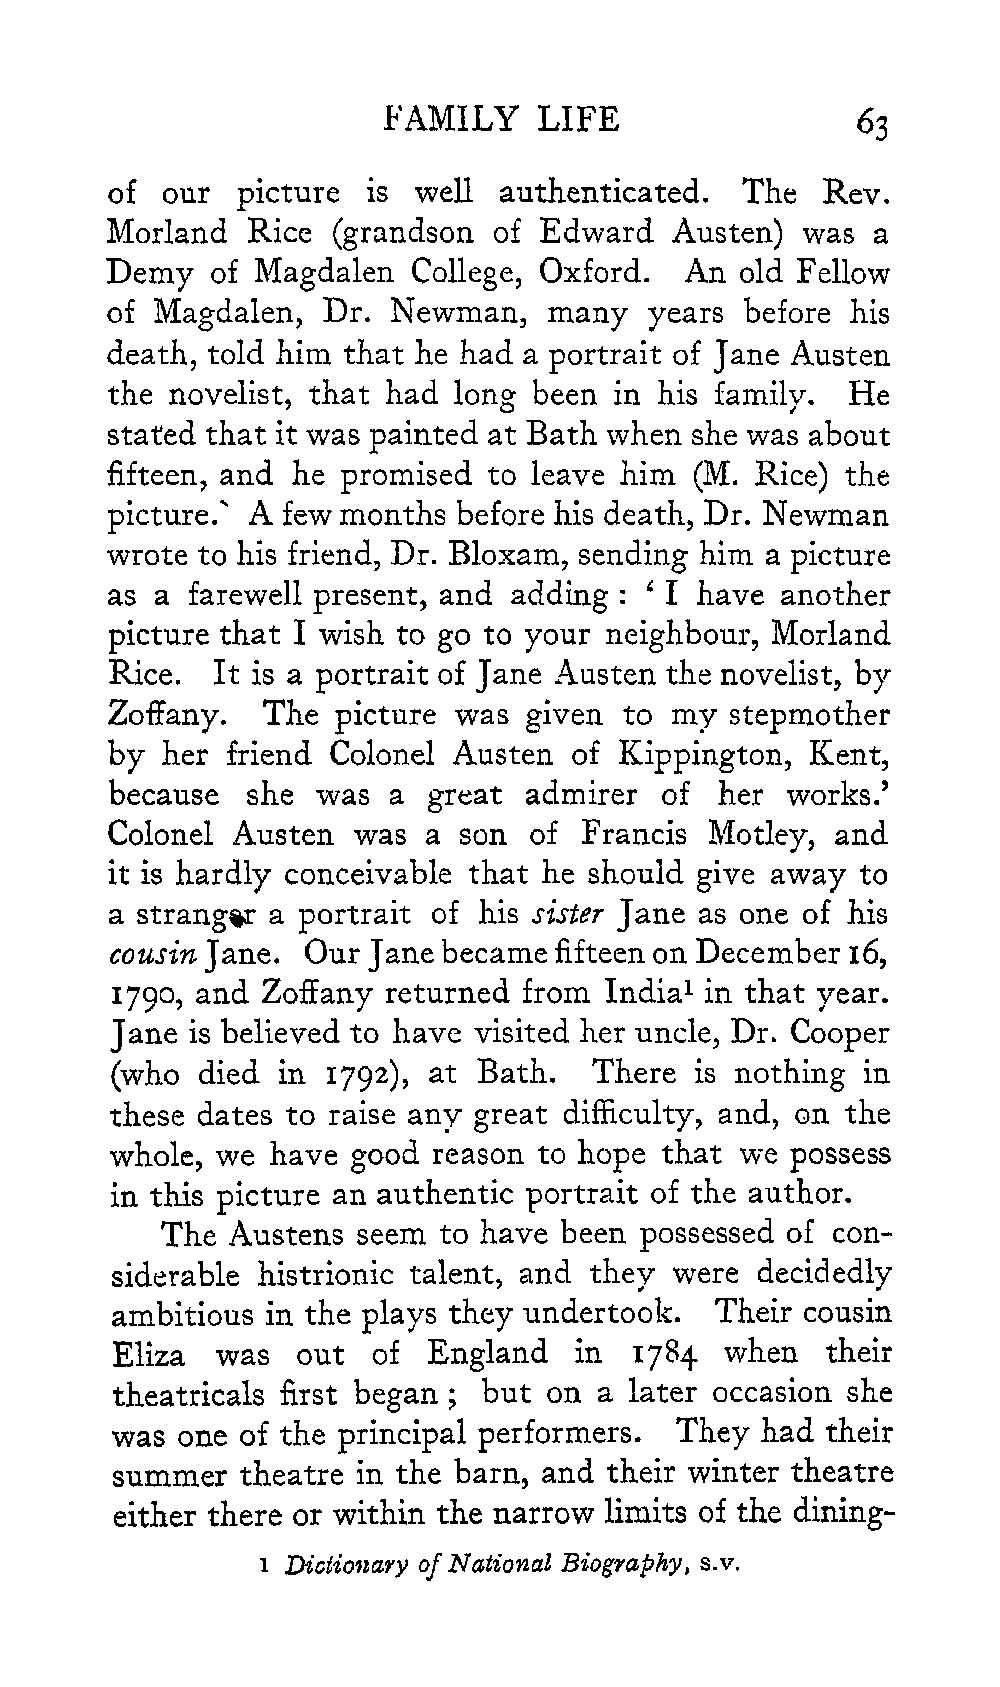 FAMILY LIFE 63
of our picture is well authenticated. The Rev.
Morland Rice (grandson of Edward Austen) was a
Demy of Magdalen College, Oxford. An old Fellow
of Magdalen, Dr. Newman, many years before his
death, told him that he had a portrait of Jane Austen
the novelist, that had long been in his family. He
stated that it was painted at Bath when she was about
fifteen, and he promised to leave him (M. Rice) the
picture.` A few months before his death, Dr. Newman
wrote to his friend, Dr. Bloxam, sending him a picture
as a farewell present, and adding : ‘ I have another
picture that I wish to go to your neighbour, Morland
Rice. It is a portrait of Jane Austen the novelist, by
Zoffany. The picture was given to my stepmother
by her friend Colonel Austen of Kippington, Kent,
because she was a great admirer of her works.’
Colonel Austen was a son of Francis Motley, and
it is hardly conceivable that he should give away to
a stranger a portrait of his sister Jane as one of his
cousin Jane. Our Jane became fifteen on December 16,
1790, and Zoffany returned from India¹ in that year.
Jane is believed to have visited her uncle, Dr. Cooper
(who died in 1792), at Bath. There is nothing in
these dates to raise any great difficulty, and, on the
whole, we have good reason to hope that we possess
in this picture an authentic portrait of the author.
The Austens seem to have been possessed of con-
siderable histrionic talent, and they were decidedly
ambitious in the plays they undertook. Their cousin
Eliza was out of England in 1784 when their
theatricals first began ; but on a later occasion she
was one of the principal performers. They had their
summer theatre in the barn, and their winter theatre
either there or within the narrow limits of the dining-
1 Dictionary of National Biography, s.v.